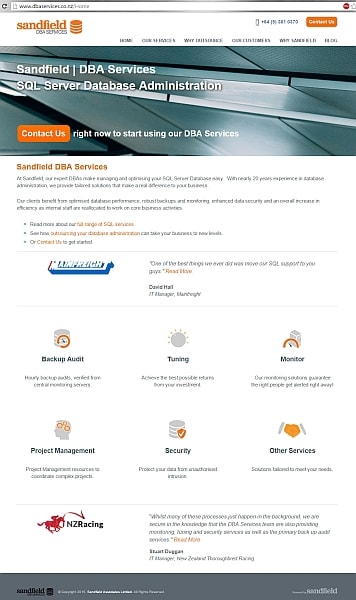 www.dbaservices.co.nz/Home
sandfield
DBA SERVICES
Contact Us
HOME OUR SERVICES WHY OUTSOURCE OUR CUSTOMERS WHY SANDFIELD BLOG
Sandfield | DBA Services
SQL Server Database Administration
Contact Us right now to start using our DBA Services
Sandfield DBA Services
At Sandfield, our expert DBAs make managing and optimising your SQL Server Database easy. With nearly 20 years experience in database
administration, we provide tailored solutions that make a real difference to your business.
Our clients benefit from optimised database performance, robust backups and monitoring, enhanced data security and an overall increase in
efficiency as internal staff are reallocated to work on core business activities.
Read more about our full range of SQL services.
See how outsourcing your database administration can take your business to new levels.
Or Contact Us to get started.
MAINFREIGHT
"One of the best things we ever did was move our SQL support to you
guys." Read More
David Hall
IT Manager, Mainfreight
Backup Audit
Hourly backup audits, verified from
central monitoring servers.
Tuning
Achieve the best possible returns
from your investment.
Monitor
Our monitoring solutions guarantee
the right people get alerted right away!
Project Management
Project Management resources to
coordinate complex projects.
Security
Protect your data from unauthorised
intrusion.
Other Services
Solutions tailored to meet your needs.
NZRacing
"Whilst many of these processes just happen in the background, we are
secure in the knowledge that the DBA Services team are also providing
monitoring, tuning and security services as well as the primary back up audit
services." Read More
Stuart Duggan
IT Manager, New Zealand Thoroughbred Racing
sandfield
DBA SERVICES
© Copyright 2015, Sandfield Associates Limited. All Rights Reserved.
sandfield